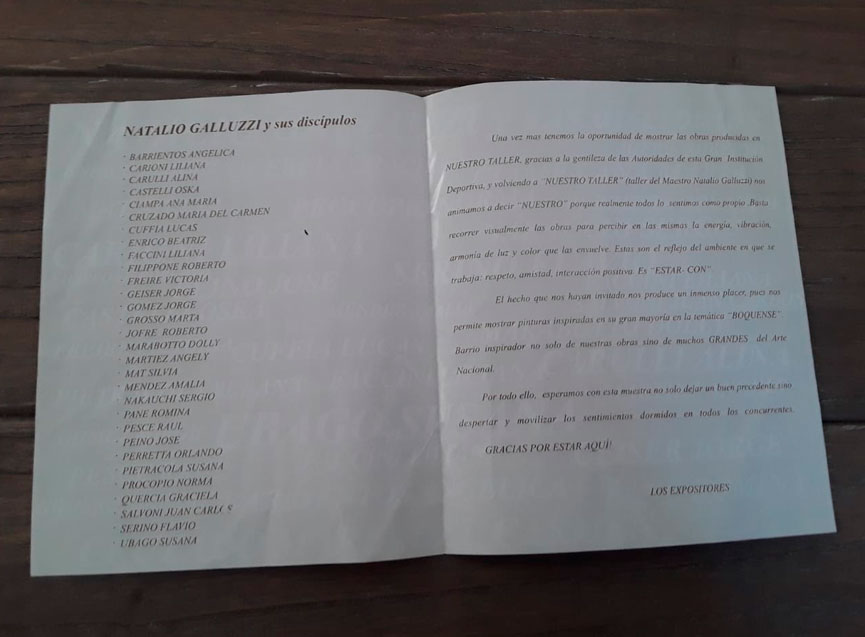 NATALIO GALLUZZI y sus discípulos
· BARRIENTOS ANGELICA
· CARIONI LILIANA
· CARULLI ALINA
· CASTELLI OSKA
· CIAMPA ANA MARIA
· CRUZADO MARIA DEL CARMEN
· CUFFIA LUCAS
· ENRICO BEATRIZ
· FACCINI LILIANA
· FILIPPONE ROBERTO
· FREIRE VICTORIA
· GEISER JORGE
· GOMEZ JORGE
· GROSSO MARTA
· JOFRE ROBERTO
· MARABOTTO DOLLY
· MARTIEZ ANGELY
· MAT SILVIA
· MENDEZ AMALIA
· NAKAUCHI SERGIO
· PANE ROMINA
· PESCE RAUL
· PEINO JOSE
· PERRETTA ORLANDO
· PIETRACOLA SUSANA
· PROCOPIO NORMA
· QUERCIA GRACIELA
· SALVONI JUAN CARLOS
· SERINO FLAVIO
· UBAGO SUSANA
Una vez mas tenemos la oportunidad de mostrar las obras producidas en
NUESTRO TALLER, gracias a la gentileza de las Autoridades de esta Gran Institución
Deportiva, y volviendo a "NUESTRO TALLER" (taller del Maestro Natalio Galluzzi) nos
animamos a decir "NUESTRO" porque realmente todos lo sentimos como propio .Basta
recorrer visualmente las obras para percibir en las mismas la energía, vibración,
armonía de luz y color que las envuelve. Estas son el reflejo del ambiente en que se
trabaja: respeto, amistad, interacción positiva. Es "ESTAR- CON".
El hecho que nos hayan invitado nos produce un inmenso placer, pues nos
permite mostrar pinturas inspiradas en su gran mayoría en la temática "BOQUENSE".
Barrio inspirador no solo de nuestras obras sino de muchos GRANDES del Arte
Nacional.
Por todo ello, esperamos con esta muestra no solo dejar un buen precedente sino
despertar y movilizar los sentimientos dormidos en todos los concurrentes.
GRACIAS POR ESTAR AQUÍ!
LOS EXPOSITORES